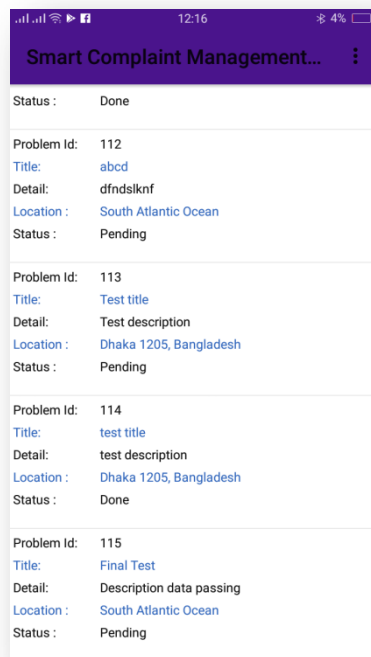 12:16 4%
Smart Complaint Management...
Status : Done
Problem Id: 112
Title: abcd
Detail: dfndslknf
Location : South Atlantic Ocean
Status : Pending
Problem Id: 113
Title: Test title
Detail: Test description
Location : Dhaka 1205, Bangladesh
Status : Pending
Problem Id: 114
Title: test title
Detail: test description
Location : Dhaka 1205, Bangladesh
Status : Done
Problem Id: 115
Title: Final Test
Detail: Description data passing
Location : South Atlantic Ocean
Status : Pending